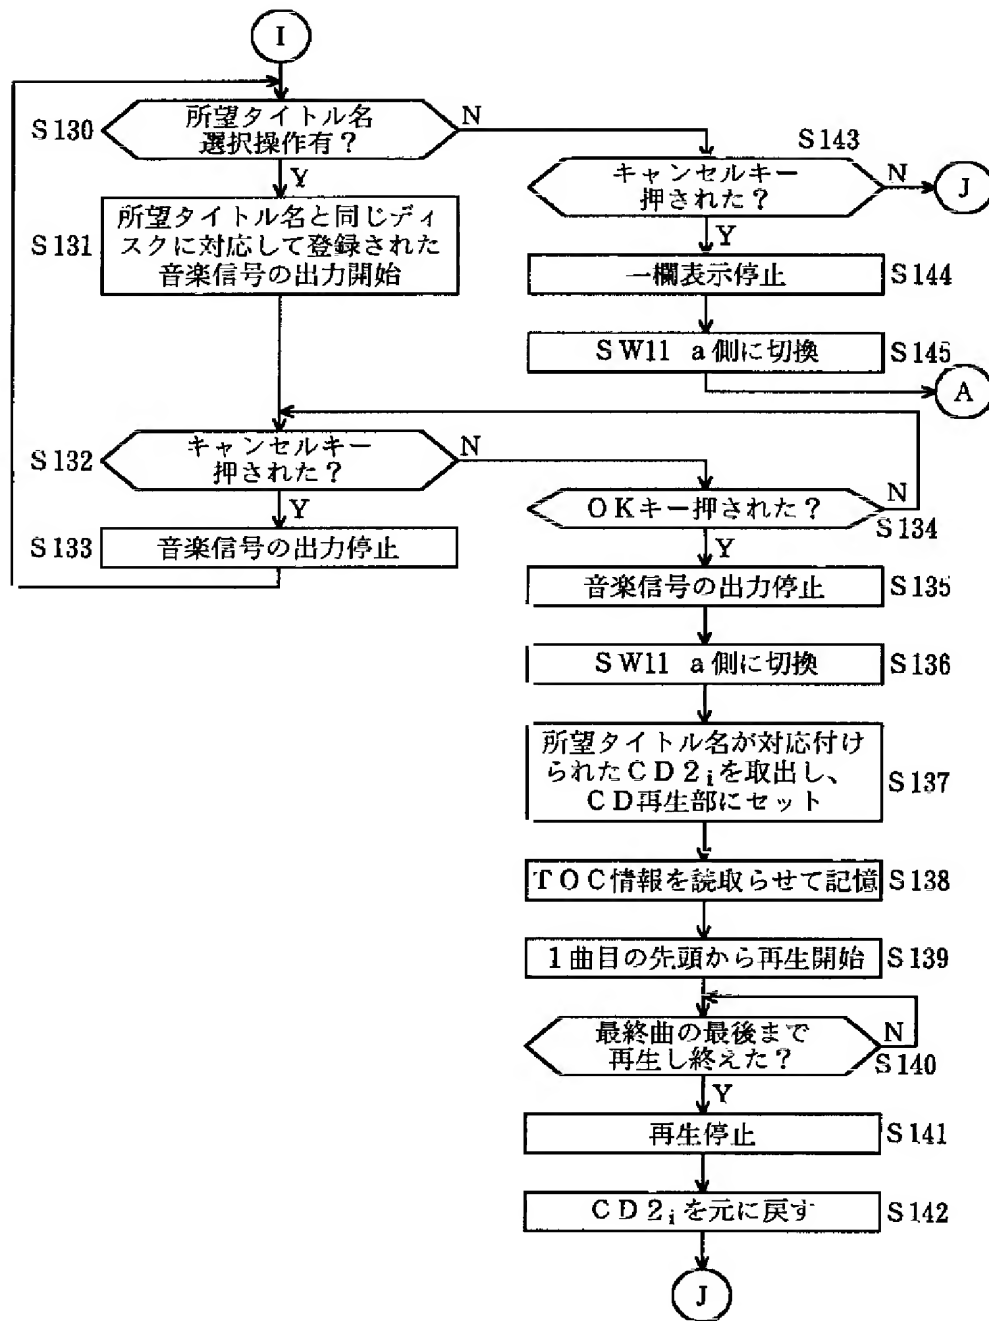 I
S130
所望タイトル名
選択操作有？
N
Y
S131
所望タイトル名と同じディ
スクに対応して登録された
音楽信号の出力開始
S143
キャンセルキー
押された？
N
J
Y
一欄表示停止
S144
SW11 a側に切換
S145
A
S132
キャンセルキー
押された？
N
Y
S133
音楽信号の出力停止
OKキー押された？
N
S134
Y
音楽信号の出力停止
S135
SW11 a側に切換
S136
所望タイトル名が対応付け
られたCD2iを取出し、
CD再生部にセット
S137
TOC情報を読取らせて記憶
S138
1曲目の先頭から再生開始
S139
最終曲の最後まで
再生し終えた？
N
S140
Y
再生停止
S141
CD2iを元に戻す
S142
J